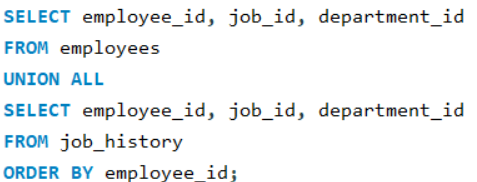 SELECT employee_id, job_id, department_id
FROM employees
UNION ALL
SELECT employee_id, job_id, department_id
FROM job_history
ORDER BY employee_id;